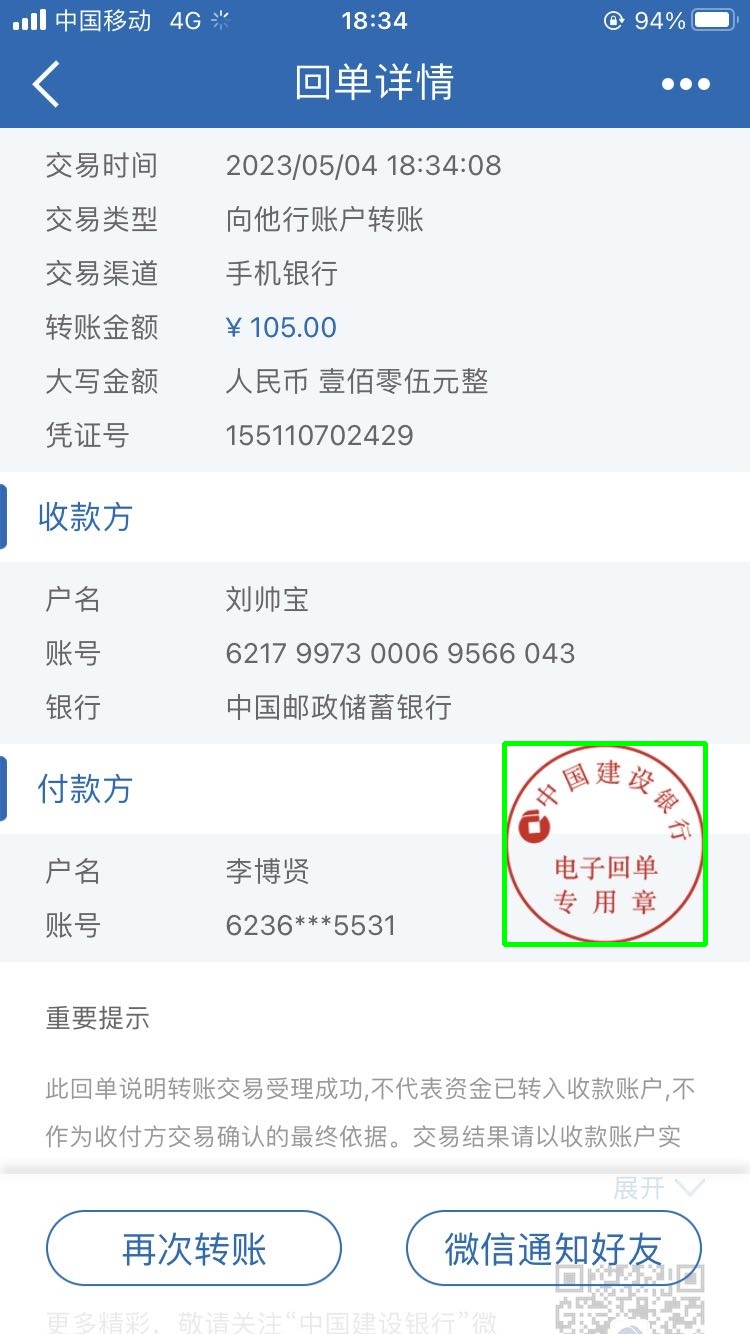 中国移动 4G 18:34 94%
回单详情
交易时间 2023/05/04 18:34:08
交易类型 向他行账户转账
交易渠道 手机银行
转账金额 ¥ 105.00
大写金额 人民币 壹佰零伍元整
凭证号 155110702429
收款方
户名 刘帅宝
账号 6217 9973 0006 9566 043
银行 中国邮政储蓄银行
付款方
中国建设银行
电子回单
专用章
户名 李博贤
账号 6236***5531
重要提示
此回单说明转账交易受理成功,不代表资金已转入收款账户,不
作为收付方交易确认的最终依据。交易结果请以收款账户实
展开
再次转账 微信通知好友
更多精彩，敬请关注“中国建设银行”微